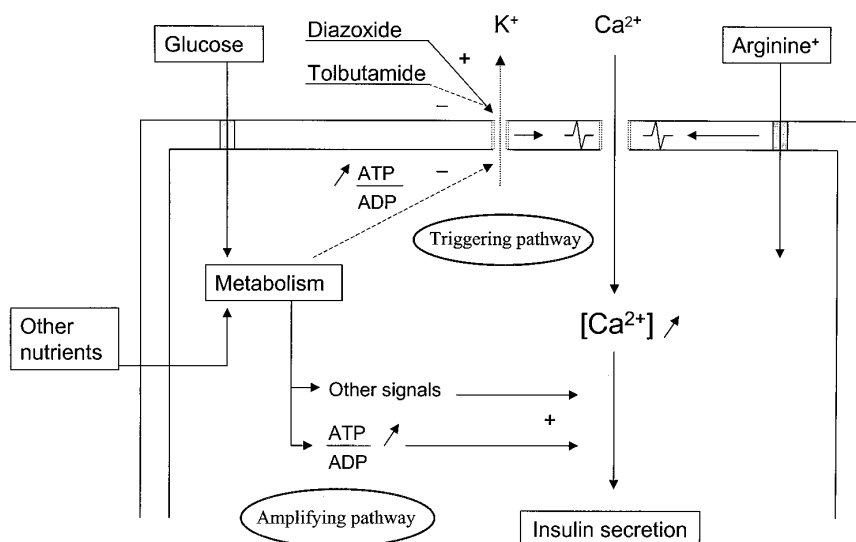 Glucose
Diazoxide
+
Tolbutamide
−
K+
Ca2+
Arginine+
ATP
ADP
−
Triggering pathway
Metabolism
Other
nutrients
[Ca2+]
Other signals
ATP
ADP
+
Amplifying pathway
Insulin secretion